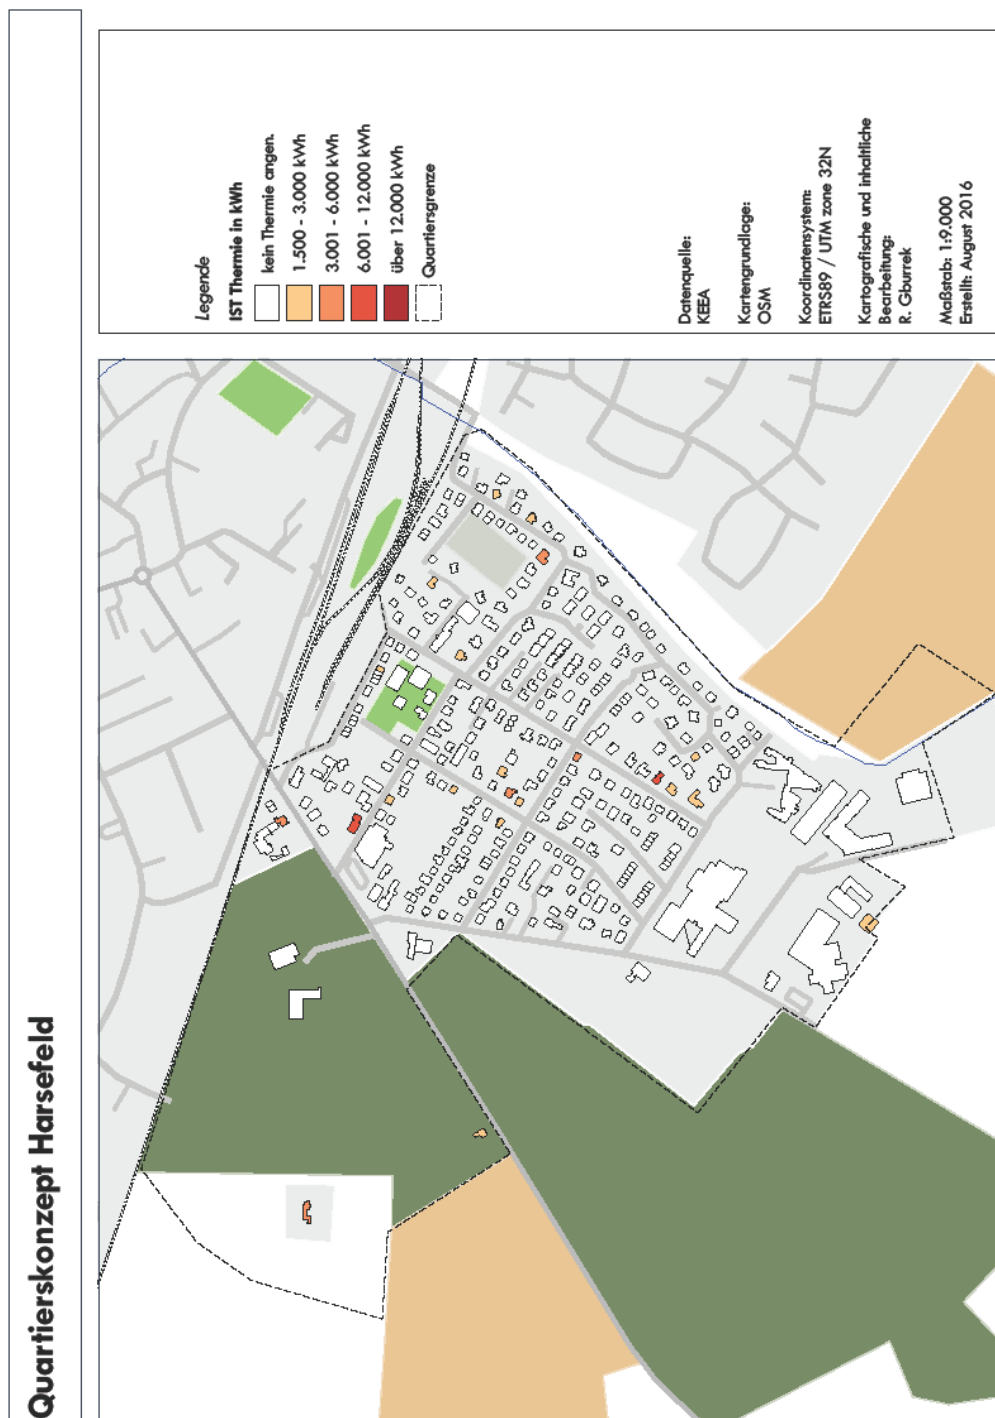 Quartierskonzept Harsefeld
Legende
IST Thermie in kWh
kein Thermie angen.
1.500 - 3.000 kWh
3.001 - 6.000 kWh
6.001 - 12.000 kWh
über 12.000 kWh
Quartiersgrenze
Datenquelle:
KEEA
Kartengrundlage:
OSM
Koordinatensystem:
ETRS89 / UTM zone 32N
Kartografische und inhaltliche
Bearbeitung:
R. Gburrek
Maßstab: 1:9.000
Erstellt: August 2016